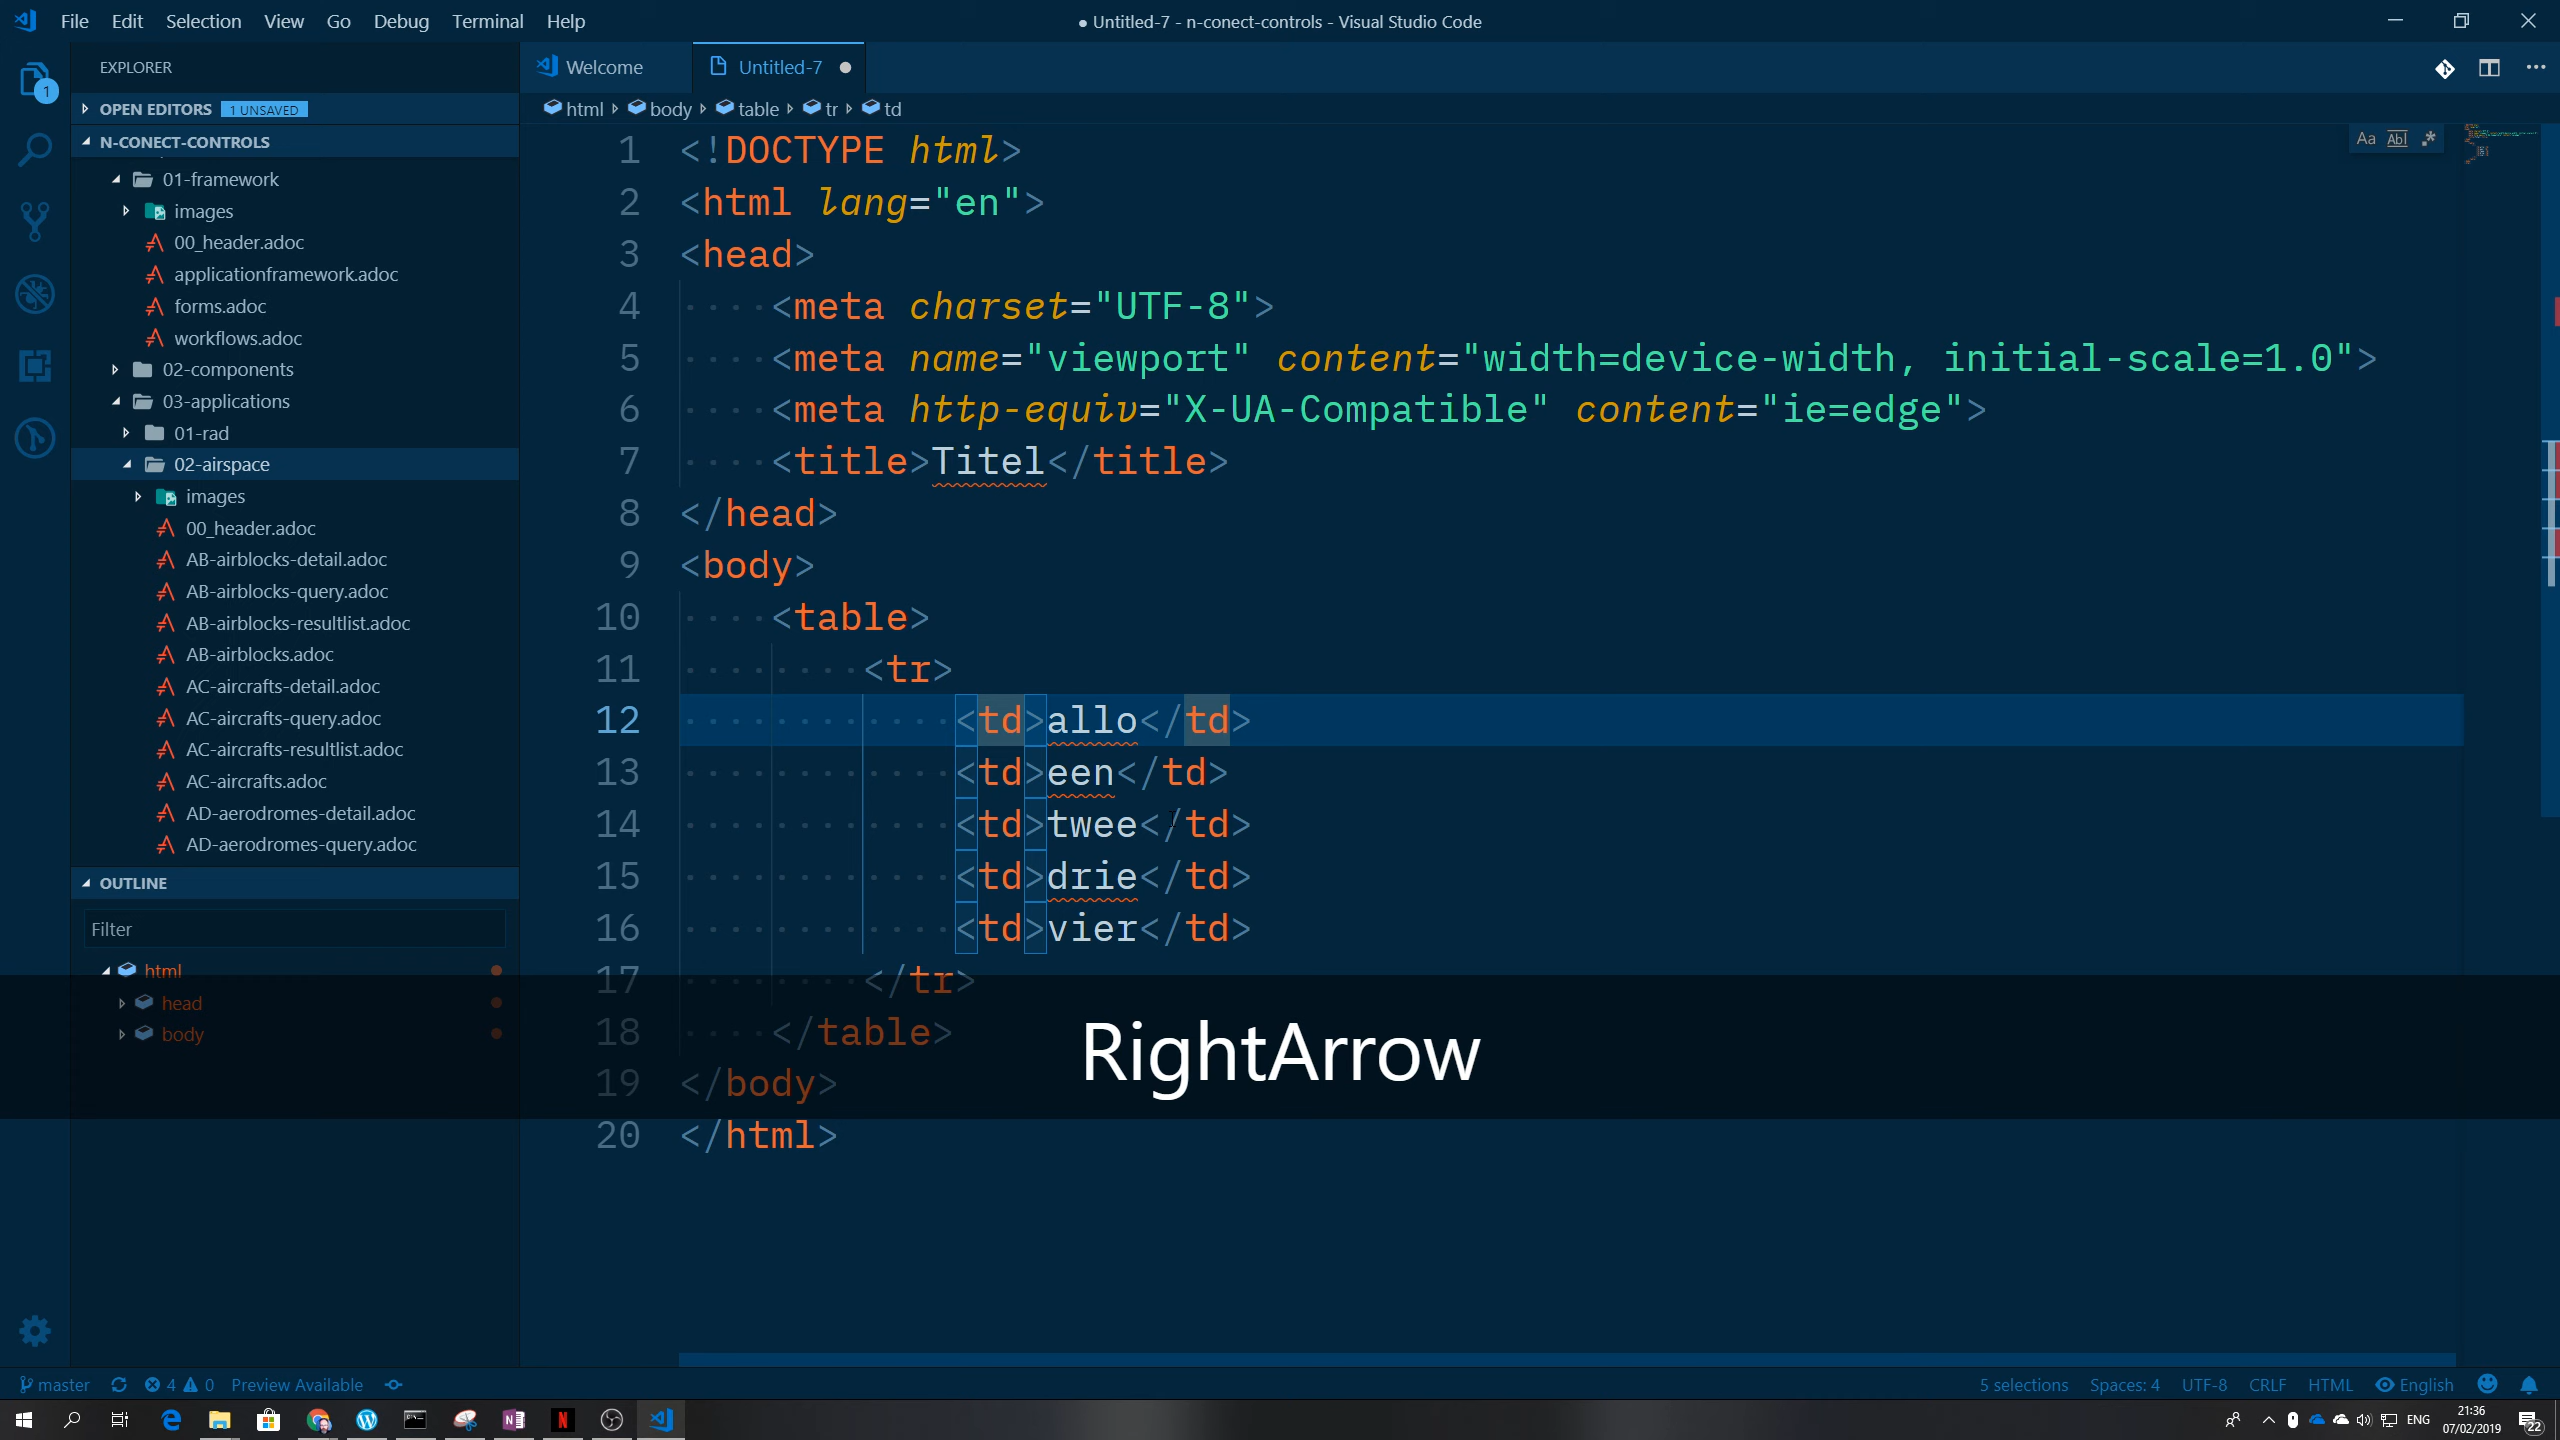 File Edit Selection View Go Debug Terminal Help
● Untitled-7 - n-conect-controls - Visual Studio Code
EXPLORER
OPEN EDITORS 1 UNSAVED
N-CONECT-CONTROLS
01-framework
images
00_header.adoc
applicationframework.adoc
forms.adoc
workflows.adoc
02-components
03-applications
01-rad
02-airspace
images
00_header.adoc
AB-airblocks-detail.adoc
AB-airblocks-query.adoc
AB-airblocks-resultlist.adoc
AB-airblocks.adoc
AC-aircrafts-detail.adoc
AC-aircrafts-query.adoc
AC-aircrafts-resultlist.adoc
AC-aircrafts.adoc
AD-aerodromes-detail.adoc
AD-aerodromes-query.adoc
OUTLINE
Filter
html
head
body
1
Welcome Untitled-7
html body table tr td
Aa Abl .*
1 <!DOCTYPE html>
2 <html lang="en">
3 <head>
4 <meta charset="UTF-8">
5 <meta name="viewport" content="width=device-width, initial-scale=1.0">
6 <meta http-equiv="X-UA-Compatible" content="ie=edge">
7 <title>Titel</title>
8 </head>
9 <body>
10 <table>
11 <tr>
12 <td>allo</td>
13 <td>een</td>
14 <td>twee</td>
15 <td>drie</td>
16 <td>vier</td>
17 </tr>
18 </table>
19 </body>
20 </html>
RightArrow
master 4 0 Preview Available
5 selections Spaces: 4 UTF-8 CRLF HTML English
ENG 21:36
07/02/2019
22